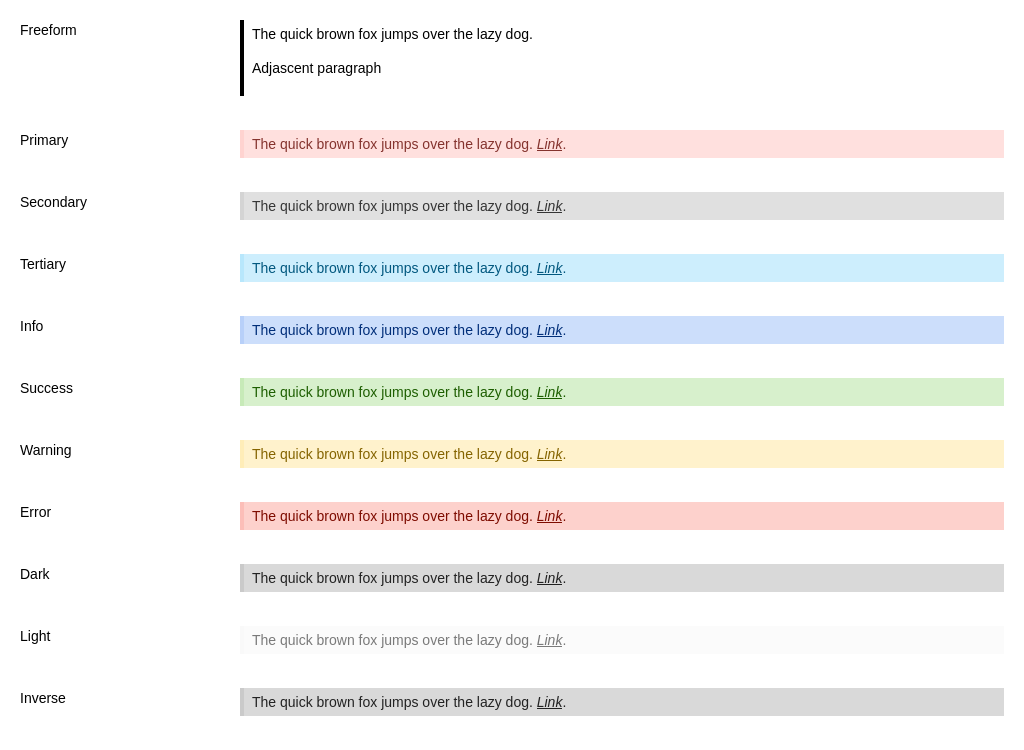 Freeform
The quick brown fox jumps over the lazy dog.
Adjascent paragraph
Primary
The quick brown fox jumps over the lazy dog. Link.
Secondary
The quick brown fox jumps over the lazy dog. Link.
Tertiary
The quick brown fox jumps over the lazy dog. Link.
Info
The quick brown fox jumps over the lazy dog. Link.
Success
The quick brown fox jumps over the lazy dog. Link.
Warning
The quick brown fox jumps over the lazy dog. Link.
Error
The quick brown fox jumps over the lazy dog. Link.
Dark
The quick brown fox jumps over the lazy dog. Link.
Light
The quick brown fox jumps over the lazy dog. Link.
Inverse
The quick brown fox jumps over the lazy dog. Link.